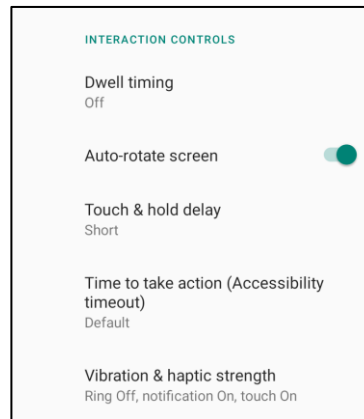 INTERACTION CONTROLS
Dwell timing
Off
Auto-rotate screen
Touch & hold delay
Short
Time to take action (Accessibility
timeout)
Default
Vibration & haptic strength
Ring Off, notification On, touch On